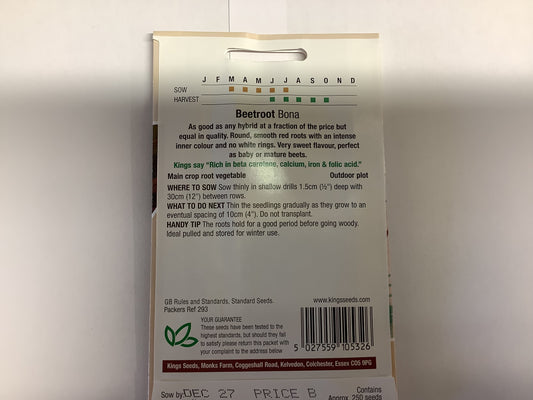 J F M A M J J A S O N D
SOW
HARVEST
Beetroot Bona
As good as any hybrid at a fraction of the price but
equal in quality. Round, smooth red roots with an intense
inner colour and no white rings. Very sweet flavour, perfect
as baby or mature beets.
Kings say “Rich in beta carotene, calcium, iron & folic acid.”
Main crop root vegetable Outdoor plot
WHERE TO SOW Sow thinly in shallow drills 1.5cm (½") deep with
30cm (12") between rows.
WHAT TO DO NEXT Thin the seedlings gradually as they grow to an
eventual spacing of 10cm (4"). Do not transplant.
HANDY TIP The roots hold for a good period before going woody.
Ideal pulled and stored for winter use.
GB Rules and Standards, Standard Seeds.
Packers Ref 293
www.kingsseeds.com
YOUR GUARANTEE
These seeds have been tested to the
highest standards, but should they fail
to satisfy please return this packet with
your complaint to the address below
5 027559 105326
Kings Seeds, Monks Farm, Coggeshall Road, Kelvedon, Colchester, Essex CO5 9PG
Sow by: DEC 27 PRICE B Contains
Approx. 250 seeds